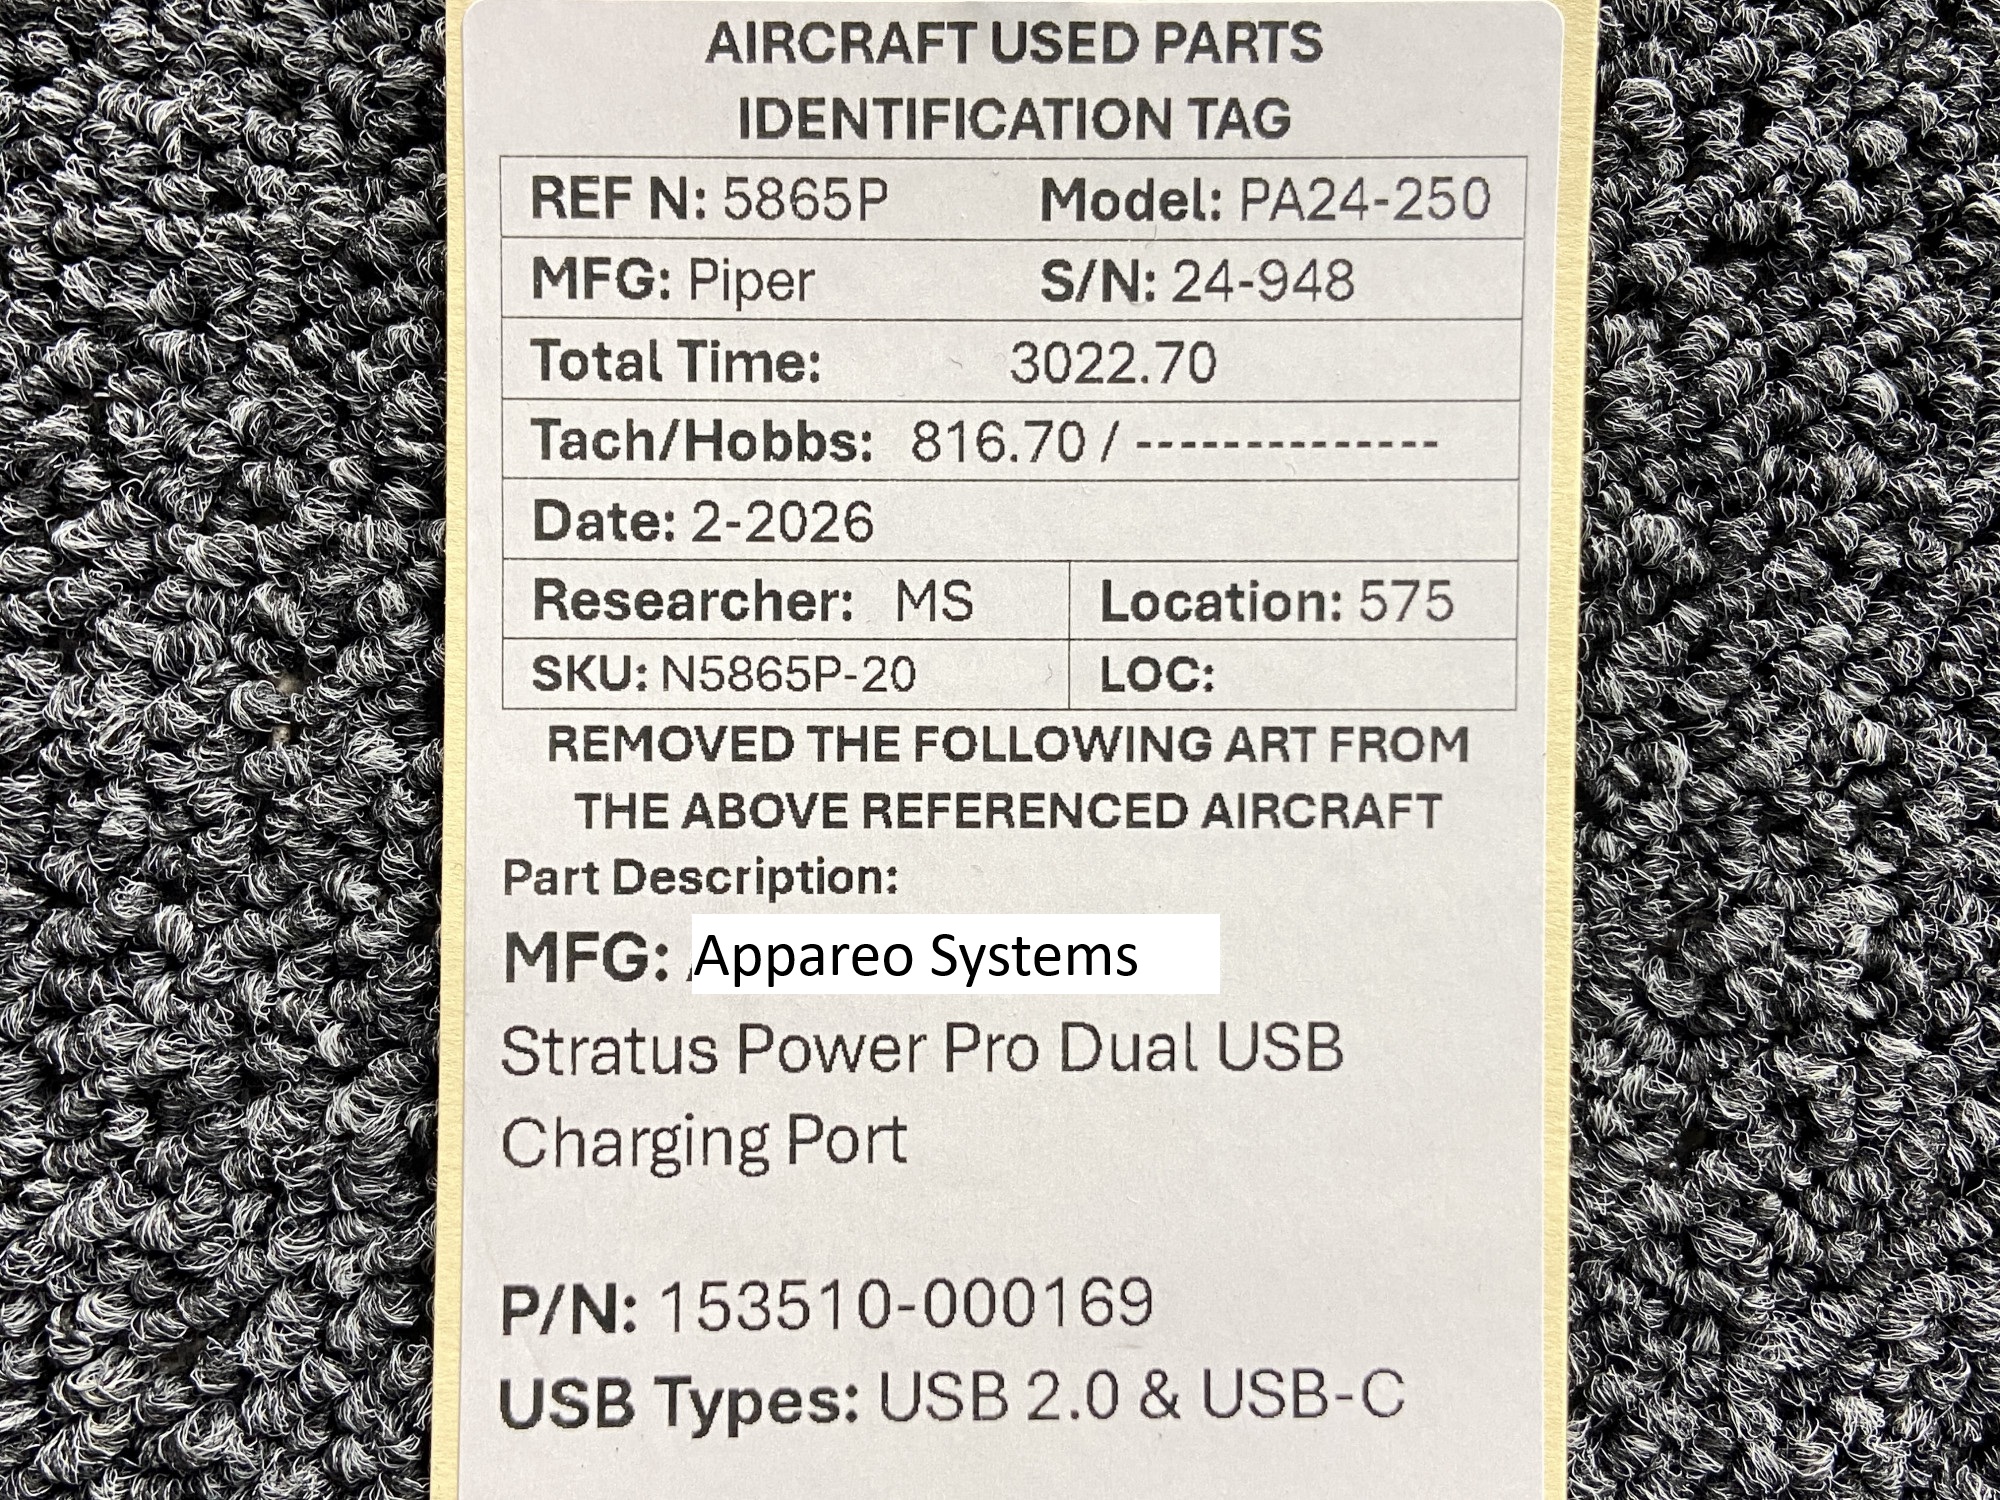 AIRCRAFT USED PARTS
IDENTIFICATION TAG
REF N: 5865P Model: PA24-250
MFG: Piper S/N: 24-948
Total Time: 3022.70
Tach/Hobbs: 816.70 / --------------
Date: 2-2026
Researcher: MS Location: 575
SKU: N5865P-20 LOC:
REMOVED THE FOLLOWING ART FROM
THE ABOVE REFERENCED AIRCRAFT
Part Description:
MFG: Appareo Systems
Stratus Power Pro Dual USB
Charging Port
P/N: 153510-000169
USB Types: USB 2.0 & USB-C